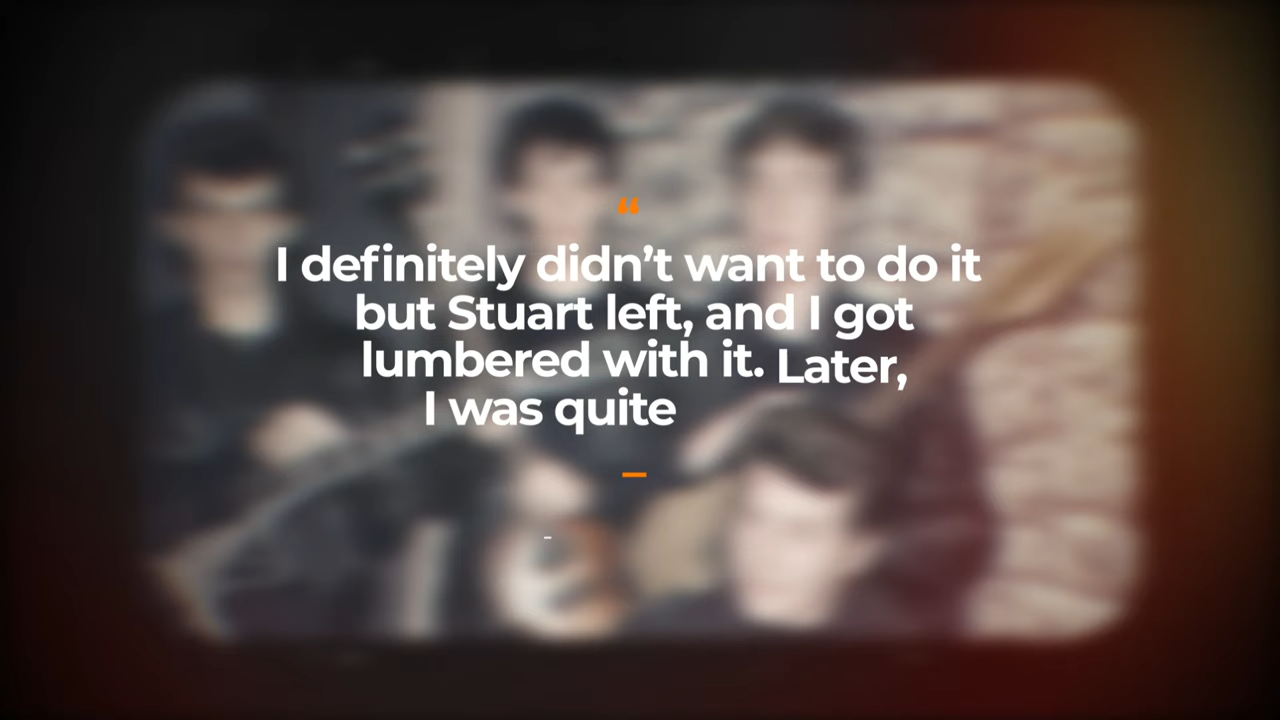 “
I definitely didn’t want to do it
but Stuart left, and I got
lumbered with it. Later,
I was quite
-